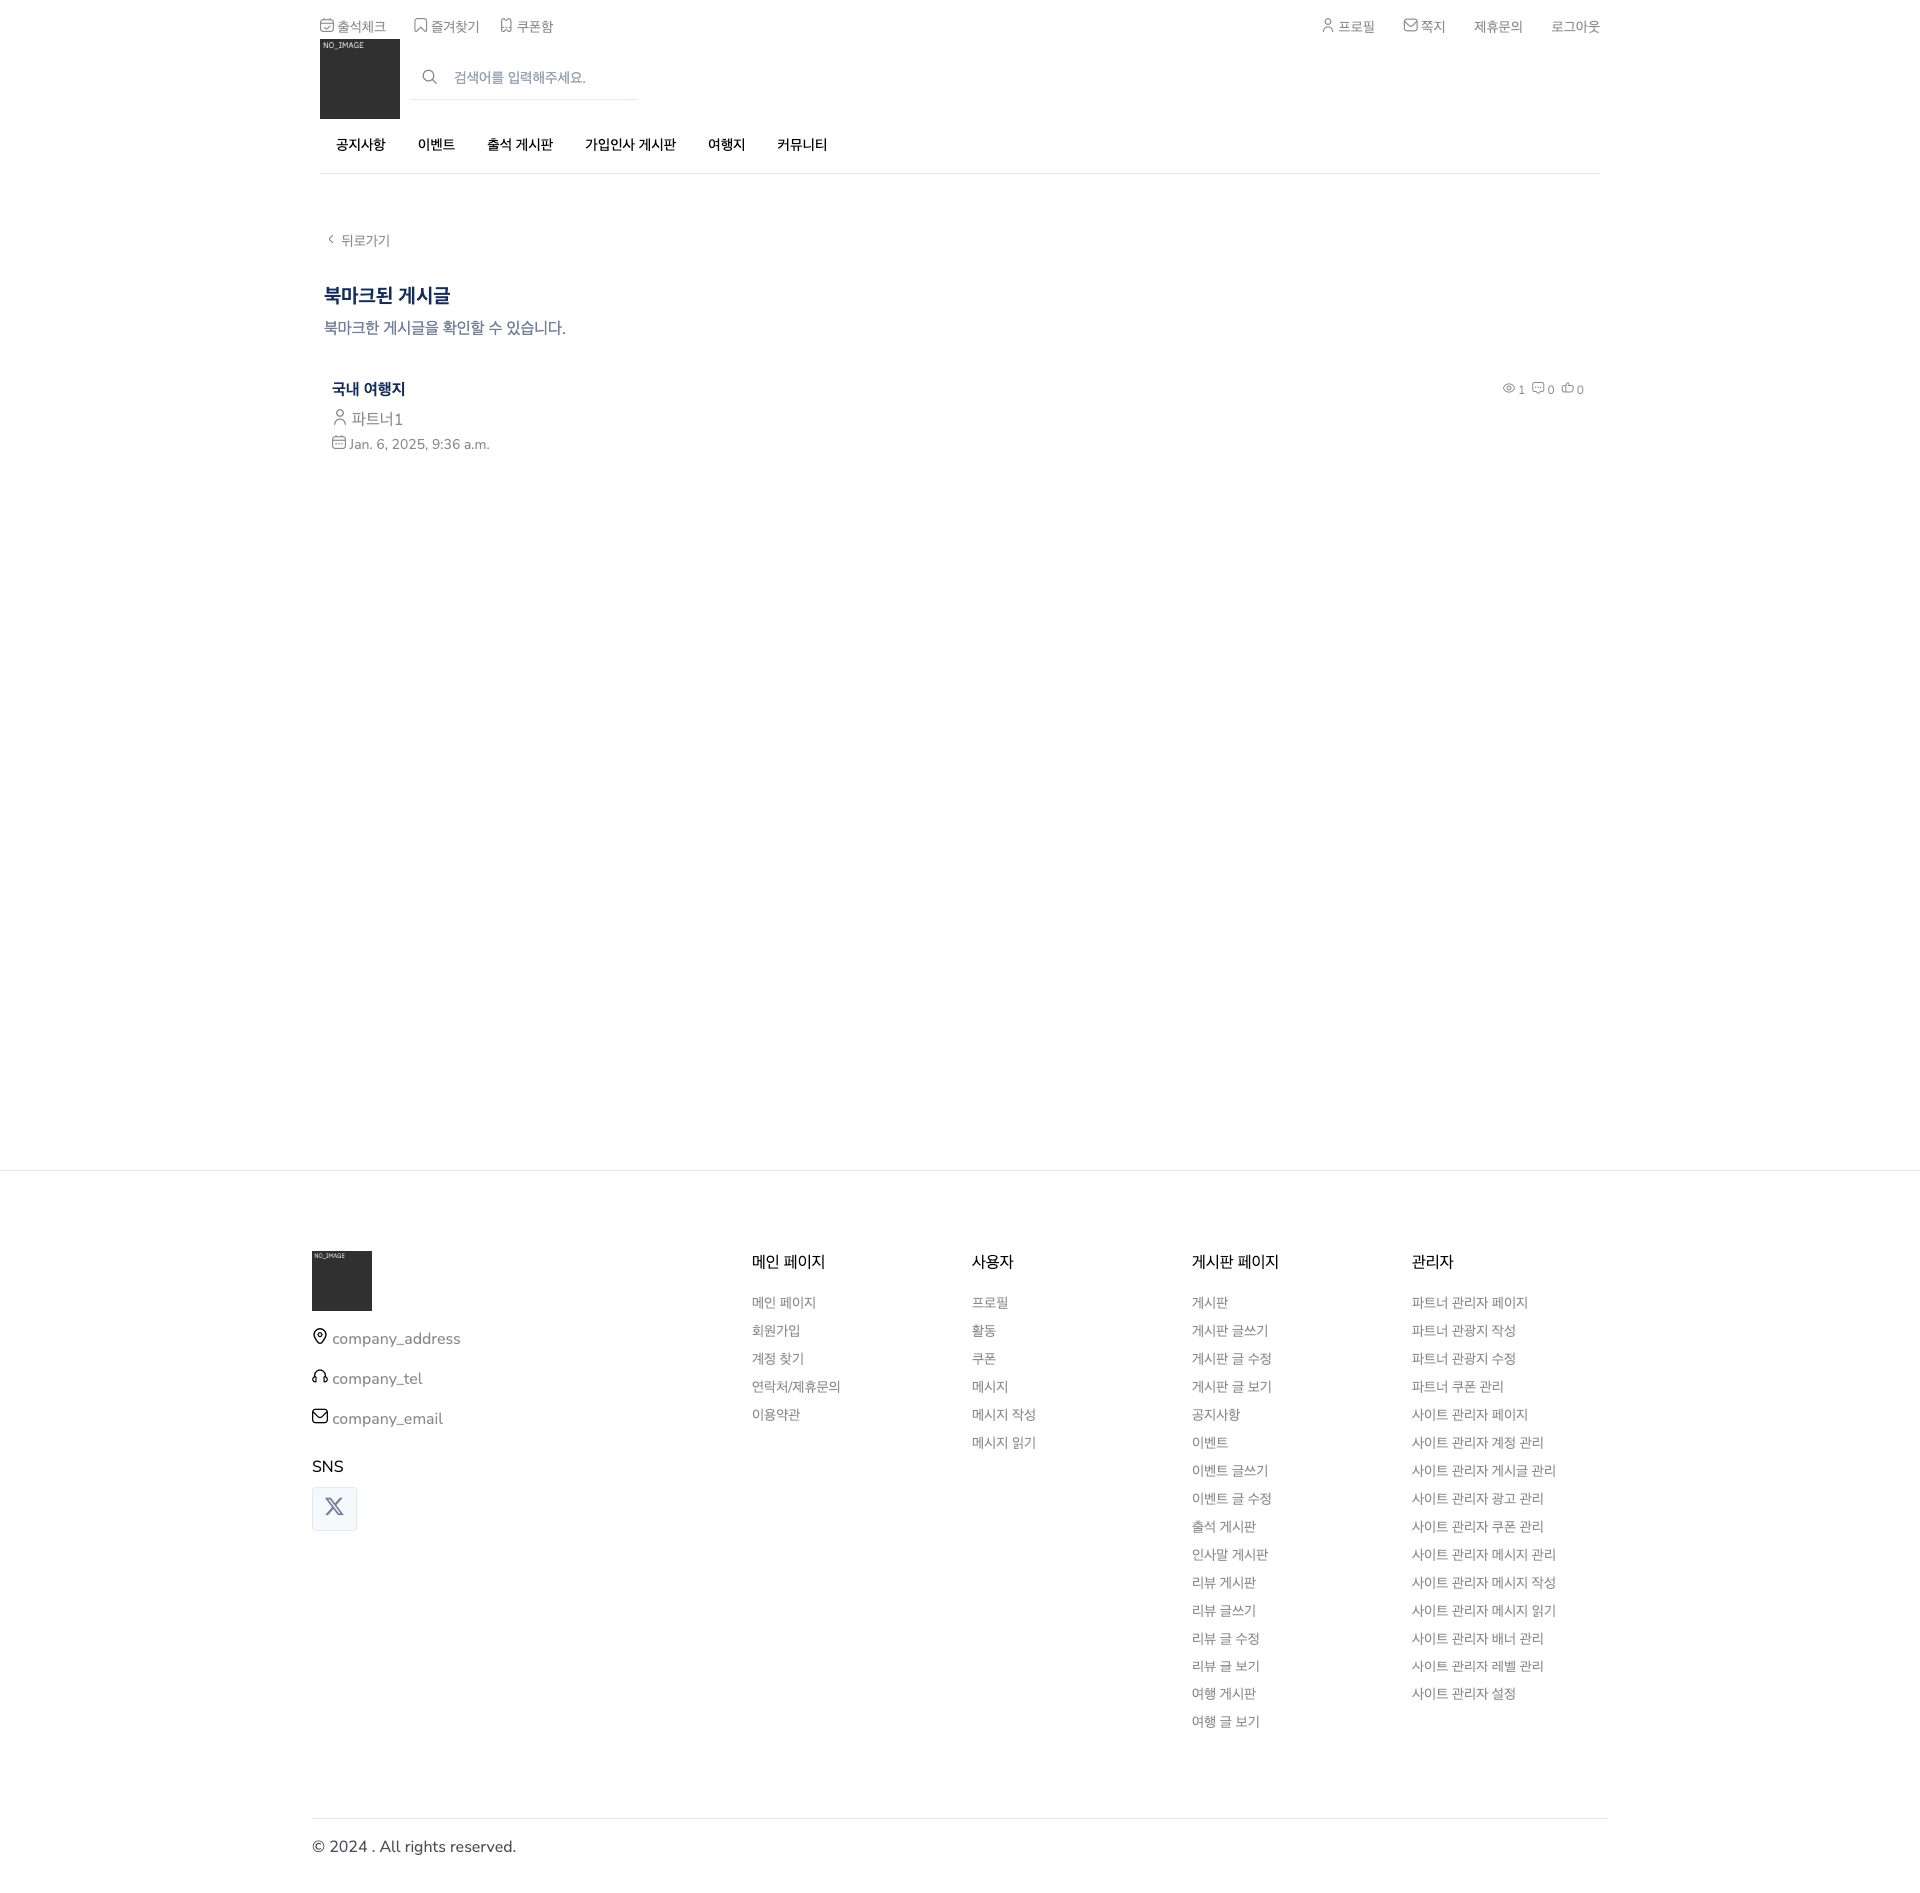 출석체크 즐겨찾기 쿠폰함 프로필 쪽지 제휴문의 로그아웃
NO_IMAGE
검색어를 입력해주세요.
공지사항 이벤트 출석 게시판 가입인사 게시판 여행지 커뮤니티
뒤로가기
북마크된 게시글
북마크한 게시글을 확인할 수 있습니다.
국내 여행지 1 0 0
파트너1
Jan. 6, 2025, 9:36 a.m.
NO_IMAGE
company_address
company_tel
company_email
SNS
메인 페이지
메인 페이지
회원가입
계정 찾기
연락처/제휴문의
이용약관
사용자
프로필
활동
쿠폰
메시지
메시지 작성
메시지 읽기
게시판 페이지
게시판
게시판 글쓰기
게시판 글 수정
게시판 글 보기
공지사항
이벤트
이벤트 글쓰기
이벤트 글 수정
출석 게시판
인사말 게시판
리뷰 게시판
리뷰 글쓰기
리뷰 글 수정
리뷰 글 보기
여행 게시판
여행 글 보기
관리자
파트너 관리자 페이지
파트너 관광지 작성
파트너 관광지 수정
파트너 쿠폰 관리
사이트 관리자 페이지
사이트 관리자 계정 관리
사이트 관리자 게시글 관리
사이트 관리자 광고 관리
사이트 관리자 쿠폰 관리
사이트 관리자 메시지 관리
사이트 관리자 메시지 작성
사이트 관리자 메시지 읽기
사이트 관리자 배너 관리
사이트 관리자 레벨 관리
사이트 관리자 설정
© 2024 . All rights reserved.